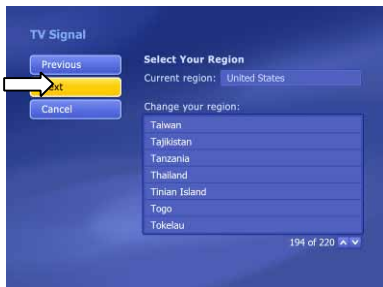 TV Signal
Previous
Cancel
Select Your Region
Current region: United States
Change your region:
Taiwan
Tajikistan
Tanzania
Thailand
Tinian Island
Togo
Tokelau
194 of 220